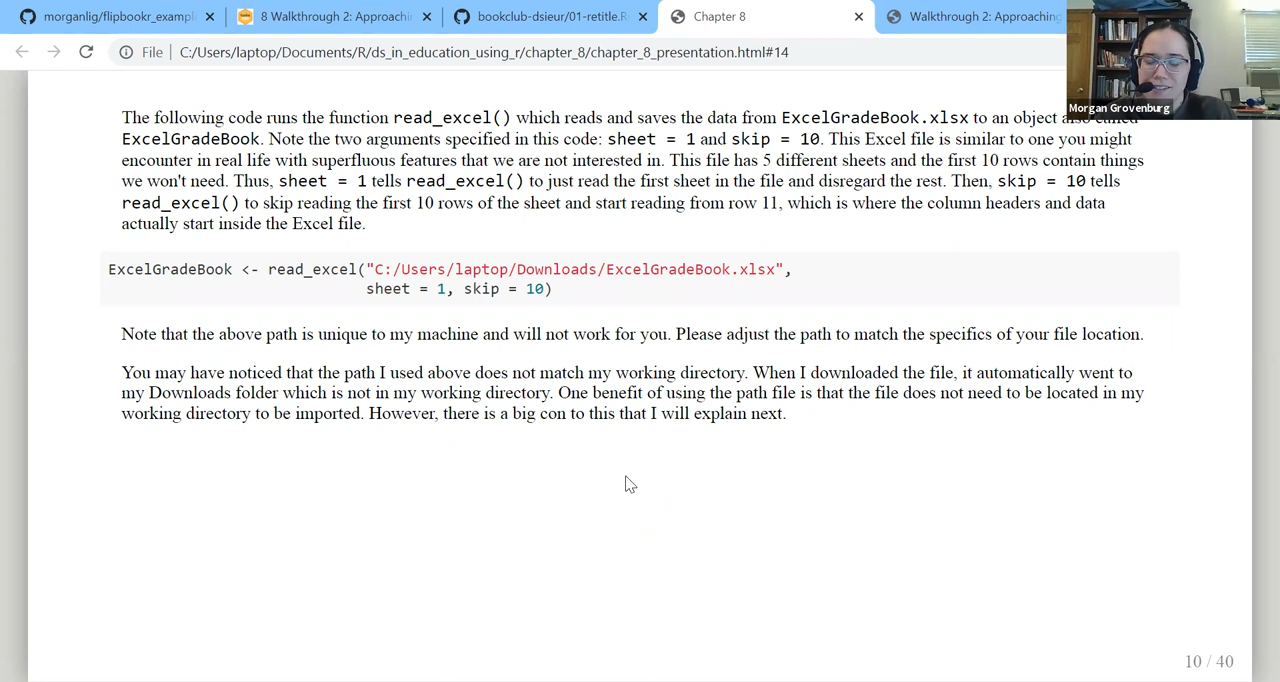 morganlig/flipbookr_exampl
8 Walkthrough 2: Approachi
bookclub-dsieur/01-retitle.R
Chapter 8
Walkthrough 2: Approaching
File | C:/Users/laptop/Documents/R/ds_in_education_using_r/chapter_8/chapter_8_presentation.html#14
Morgan Grovenburg
The following code runs the function read_excel() which reads and saves the data from ExcelGradeBook.xlsx to an object also called
ExcelGradeBook. Note the two arguments specified in this code: sheet = 1 and skip = 10. This Excel file is similar to one you might
encounter in real life with superfluous features that we are not interested in. This file has 5 different sheets and the first 10 rows contain things
we won't need. Thus, sheet = 1 tells read_excel() to just read the first sheet in the file and disregard the rest. Then, skip = 10 tells
read_excel() to skip reading the first 10 rows of the sheet and start reading from row 11, which is where the column headers and data
actually start inside the Excel file.
ExcelGradeBook <- read_excel("C:/Users/laptop/Downloads/ExcelGradeBook.xlsx",
sheet = 1, skip = 10)
Note that the above path is unique to my machine and will not work for you. Please adjust the path to match the specifics of your file location.
You may have noticed that the path I used above does not match my working directory. When I downloaded the file, it automatically went to
my Downloads folder which is not in my working directory. One benefit of using the path file is that the file does not need to be located in my
working directory to be imported. However, there is a big con to this that I will explain next.
10 / 40